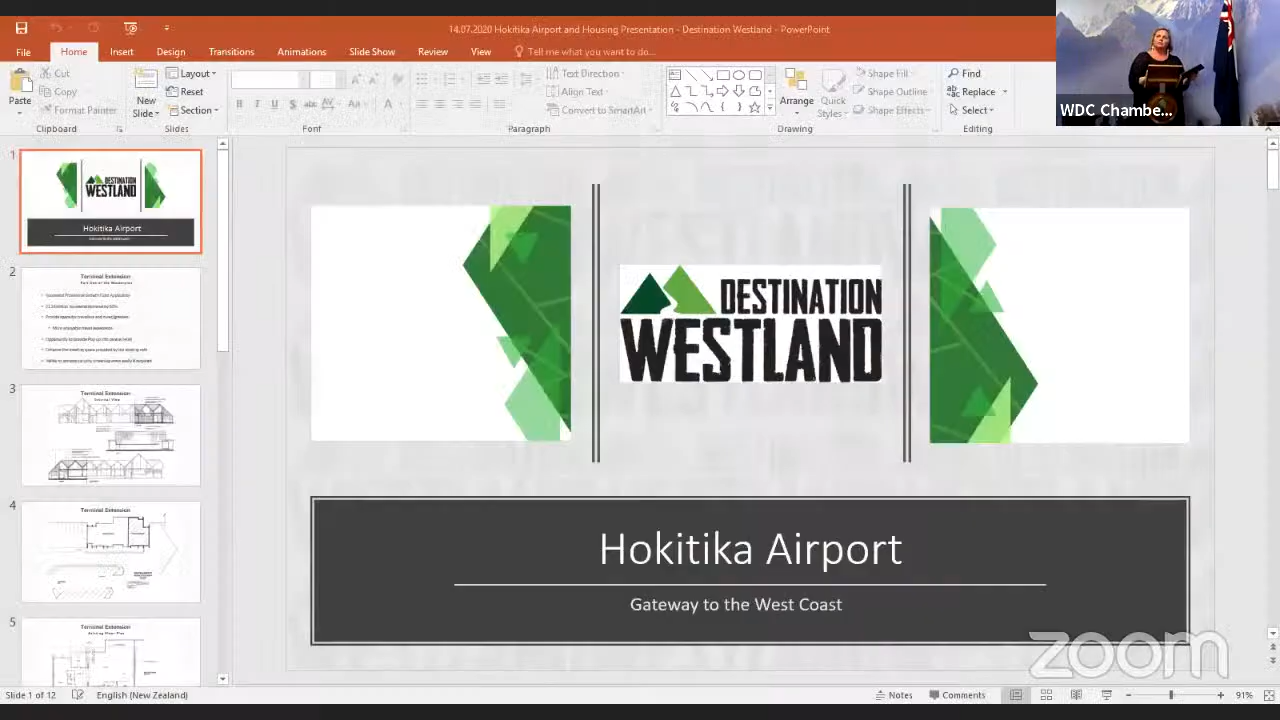 14.07.2020 Hokitika Airport and Housing Presentation - Destination Westland - PowerPoint
File Home Insert Design Transitions Animations Slide Show Review View Tell me what you want to do...
Cut
Copy
Format Painter
Paste
Clipboard
New
Slide
Layout
Reset
Section
Slides
Font
Text Direction
Align Text
Convert to SmartArt
Paragraph
Arrange
Quick
Styles
Shape Fill
Shape Outline
Shape Effects
Drawing
Find
Replace
Select
Editing
WDC Chambe...
1
DESTINATION
WESTLAND
Hokitika Airport
2
Terminal Extension
3
Terminal Extension
4
Terminal Extension
5
Terminal Extension
DESTINATION
WESTLAND
Hokitika Airport
Gateway to the West Coast
zoom
Slide 1 of 12 English (New Zealand) Notes Comments 91%